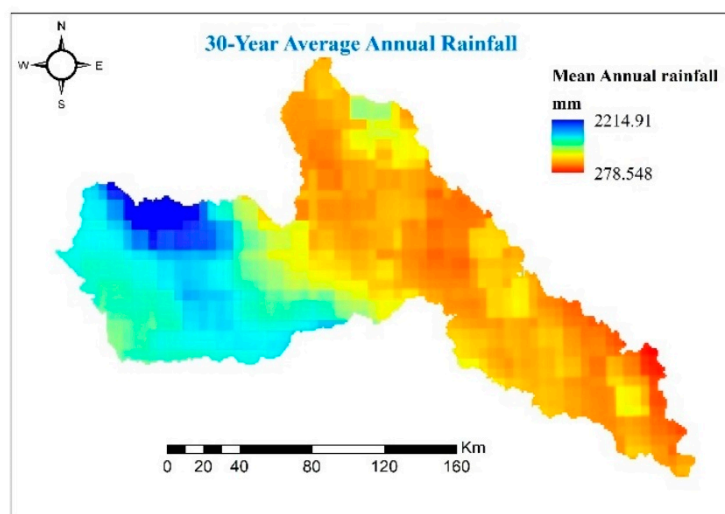 30-Year Average Annual Rainfall
N
W E
S
Mean Annual rainfall
mm
2214.91
278.548
Km
0 20 40 80 120 160